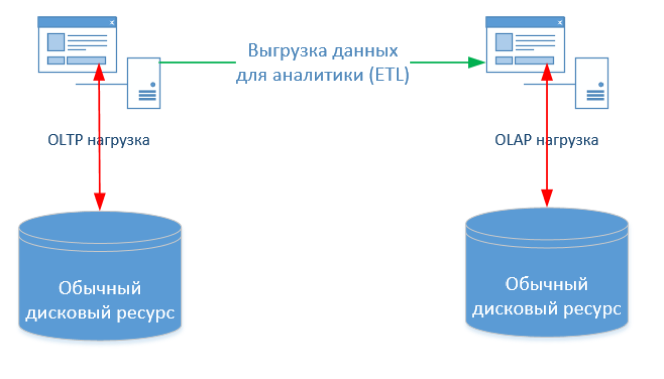 Выгрузка данных
для аналитики (ETL)
OLTP нагрузка
OLAP нагрузка
Обычный
дисковый ресурс
Обычный
дисковый ресурс